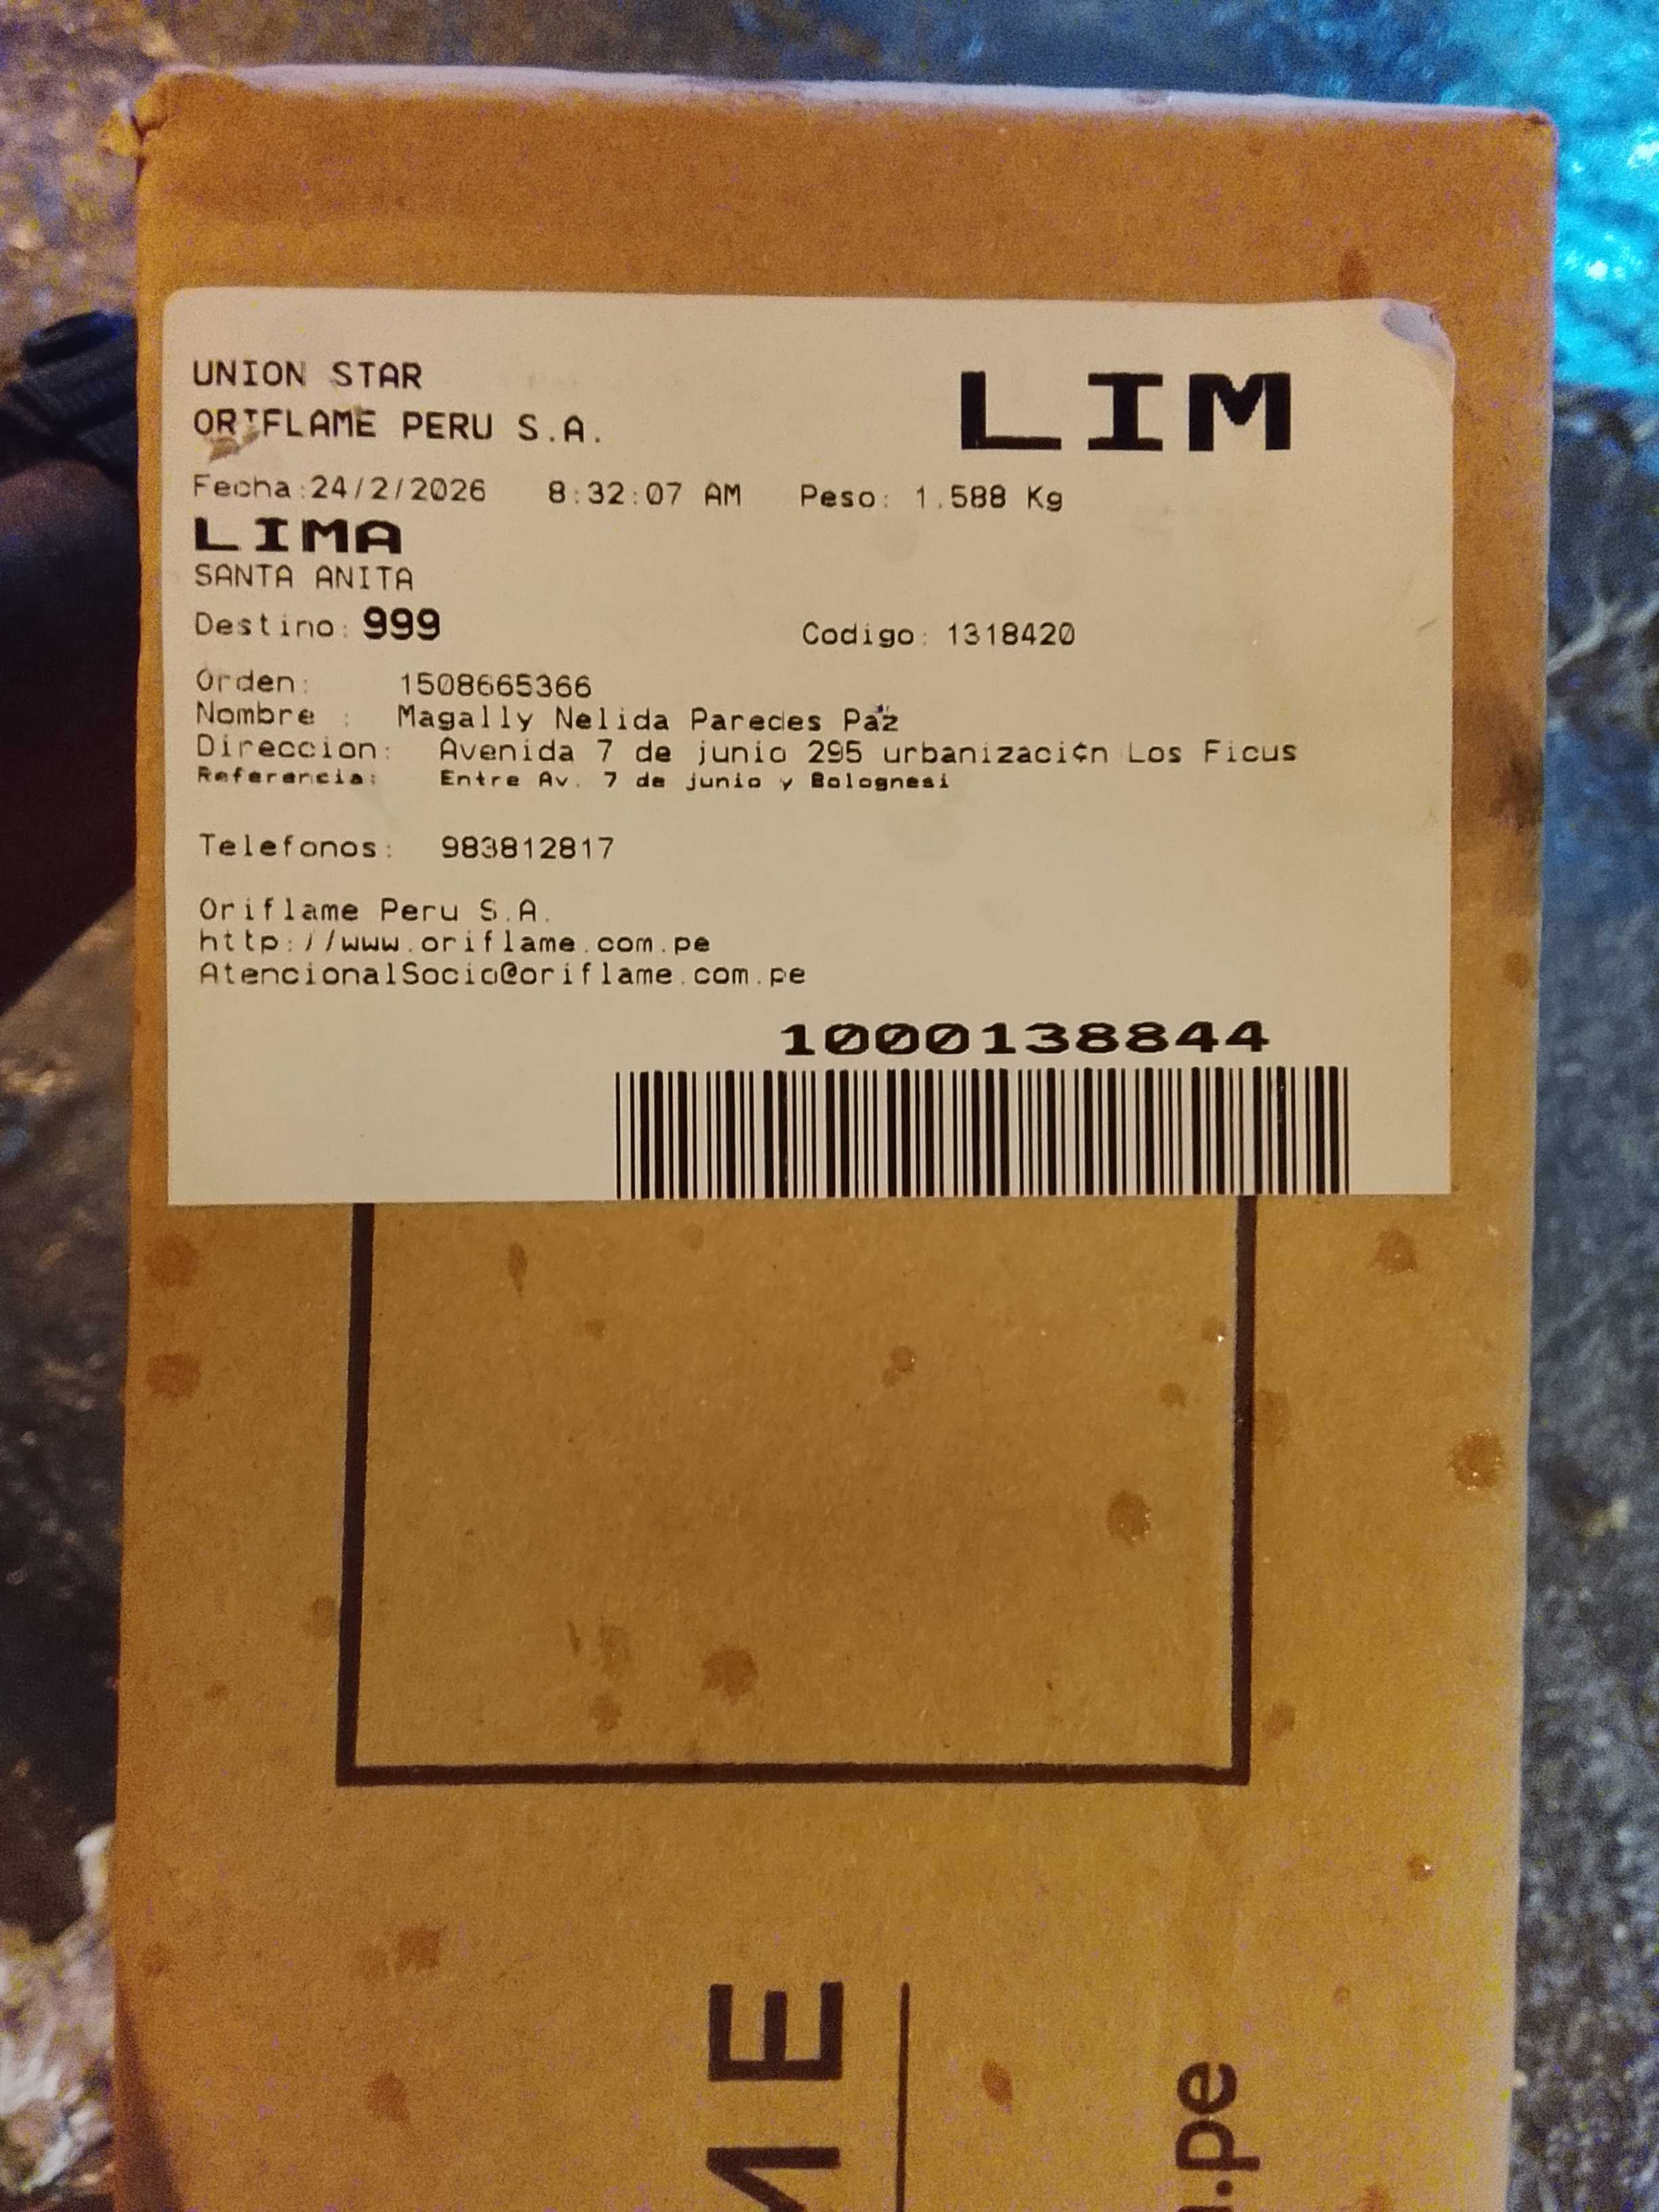 UNION STAR
LIM
ORIFLAME PERU S.A.
Fecha:24/2/2026 8:32:07 AM Peso: 1.588 Kg
LIMA
SANTA ANITA
Destino: 999 Codigo: 1318420
Orden: 1508665366
Nombre : Magally Nelida Paredes Paz
Direccion: Avenida 7 de junio 295 urbanizaci¢n Los Ficus
Referencia: Entre Av. 7 de junio y Bolognesi
Telefonos: 983812817
Oriflame Peru S.A.
http://www.oriflame.com.pe
AtencionalSocio@oriflame.com.pe
1000138844
ME
.pe